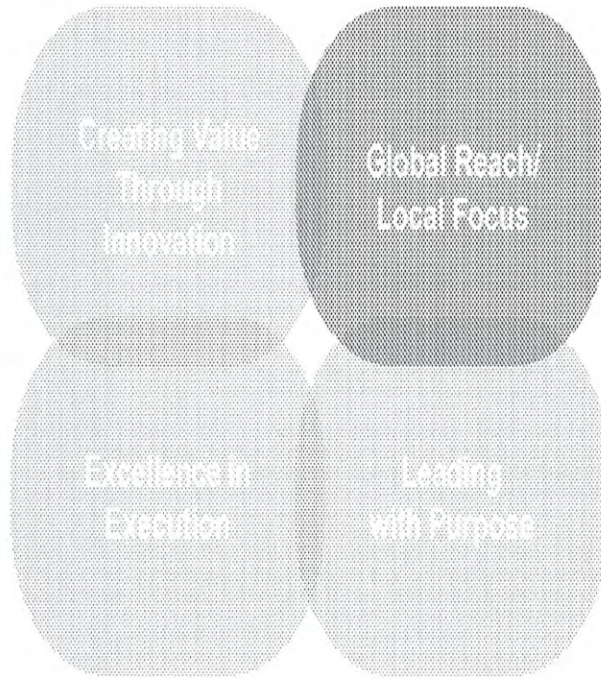 Creating Value
Through
Innovation
Global Reach/
Local Focus
Excellence in
Execution
Leading
with Purpose